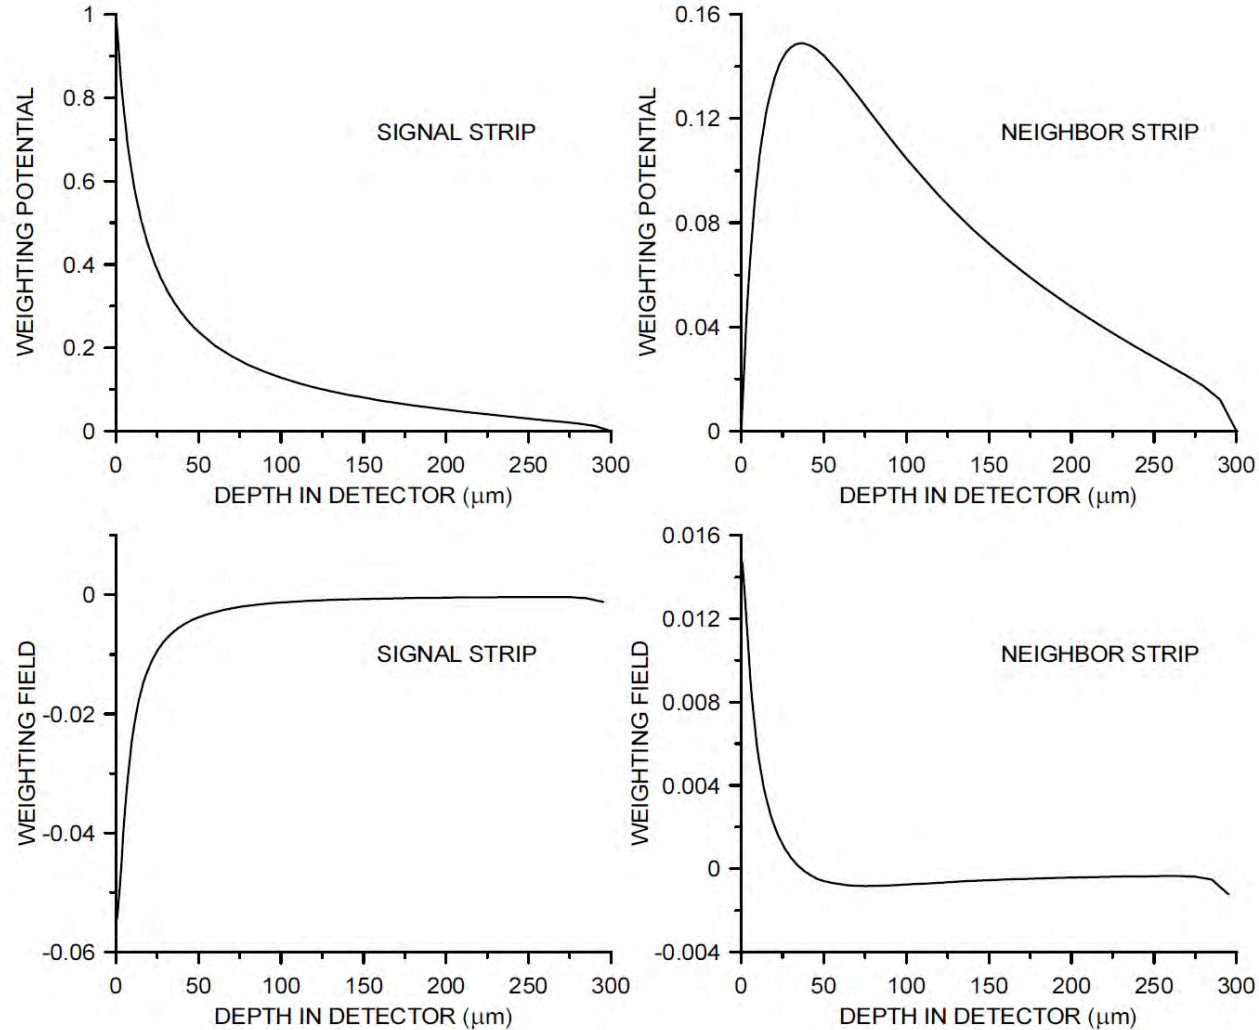 1
0.8
0.6
0.4
0.2
0
WEIGHTING POTENTIAL
SIGNAL STRIP
0 50 100 150 200 250 300
DEPTH IN DETECTOR (µm)
0.16
0.12
0.08
0.04
0
WEIGHTING POTENTIAL
NEIGHBOR STRIP
0 50 100 150 200 250 300
DEPTH IN DETECTOR (µm)
0
-0.02
-0.04
-0.06
WEIGHTING FIELD
SIGNAL STRIP
0 50 100 150 200 250 300
DEPTH IN DETECTOR (µm)
0.016
0.012
0.008
0.004
0
-0.004
WEIGHTING FIELD
NEIGHBOR STRIP
0 50 100 150 200 250 300
DEPTH IN DETECTOR (µm)